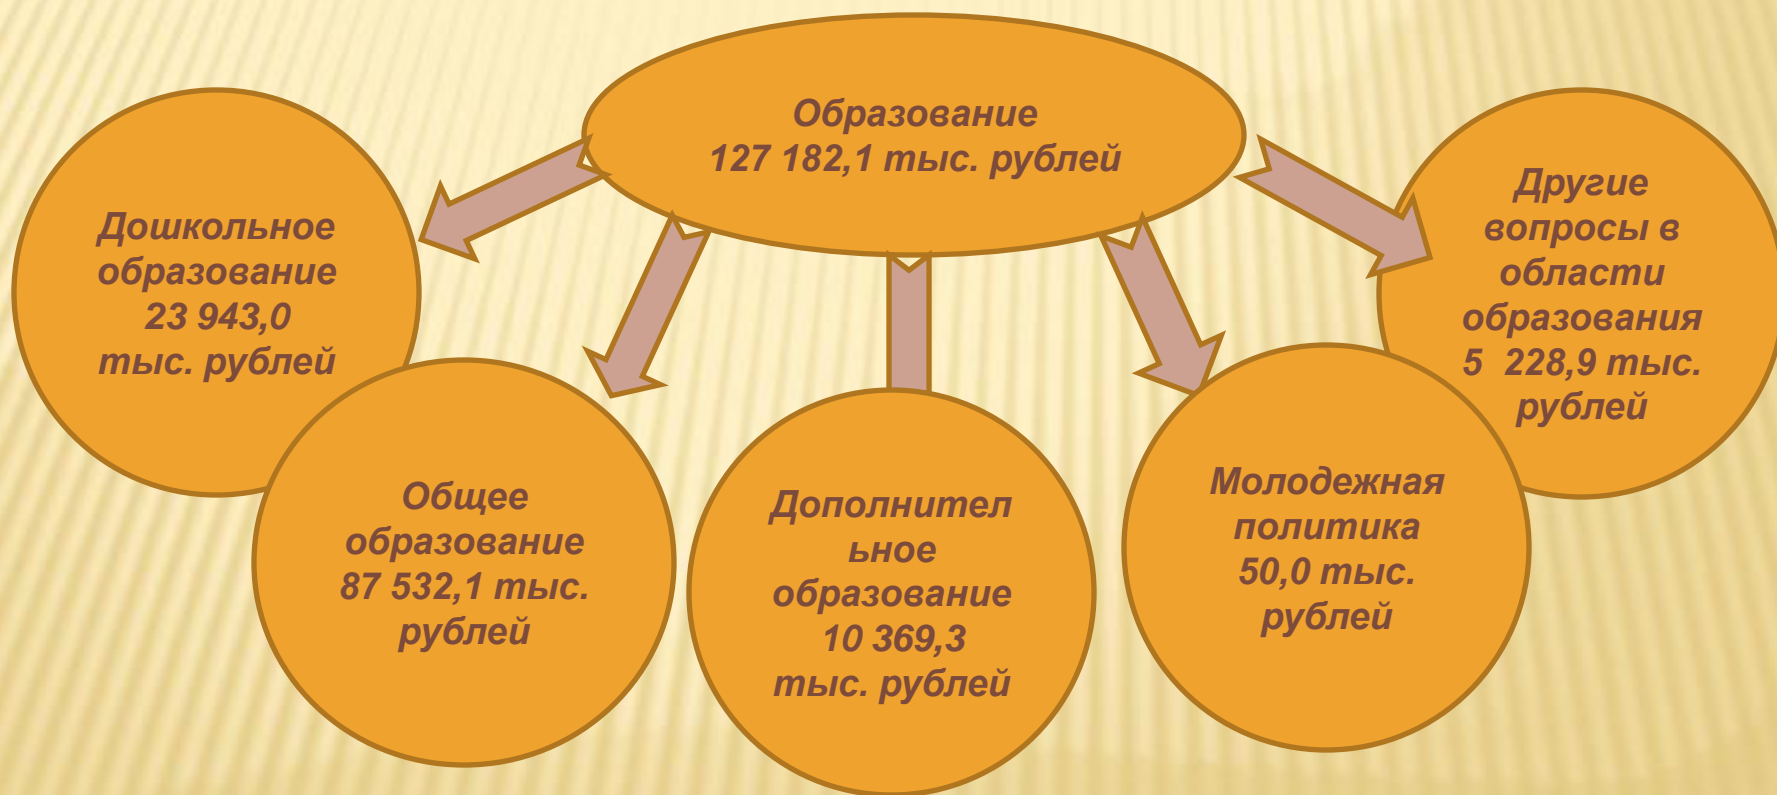 Образование
127 182,1 тыс. рублей
Дошкольное
образование
23 943,0
тыс. рублей
Общее
образование
87 532,1 тыс.
рублей
Дополнител
ьное
образование
10 369,3
тыс. рублей
Молодежная
политика
50,0 тыс.
рублей
Другие
вопросы в
области
образования
5  228,9 тыс.
рублей